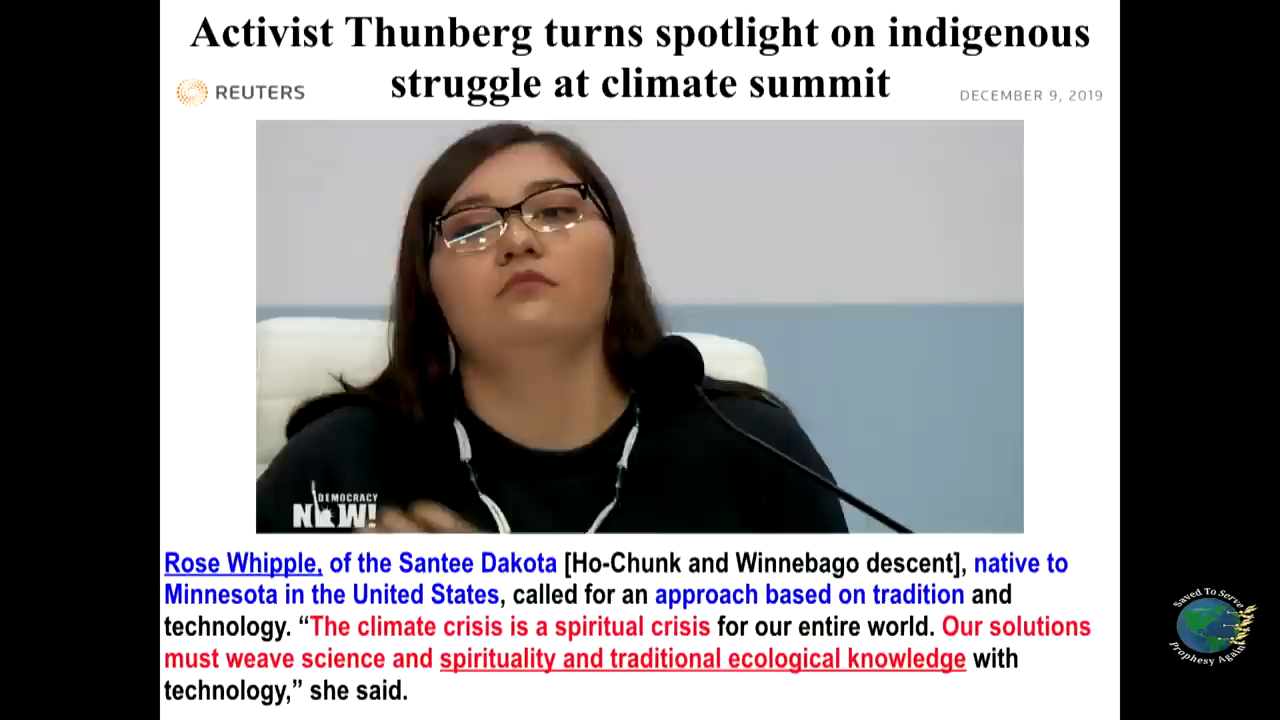 Activist Thunberg turns spotlight on indigenous
struggle at climate summit
REUTERS
DECEMBER 9, 2019
DEMOCRACY
NOW!
Rose Whipple, of the Santee Dakota [Ho-Chunk and Winnebago descent], native to
Minnesota in the United States, called for an approach based on tradition and
technology. “The climate crisis is a spiritual crisis for our entire world. Our solutions
must weave science and spirituality and traditional ecological knowledge with
technology,” she said.
Saved To Serve
Prophesy Again